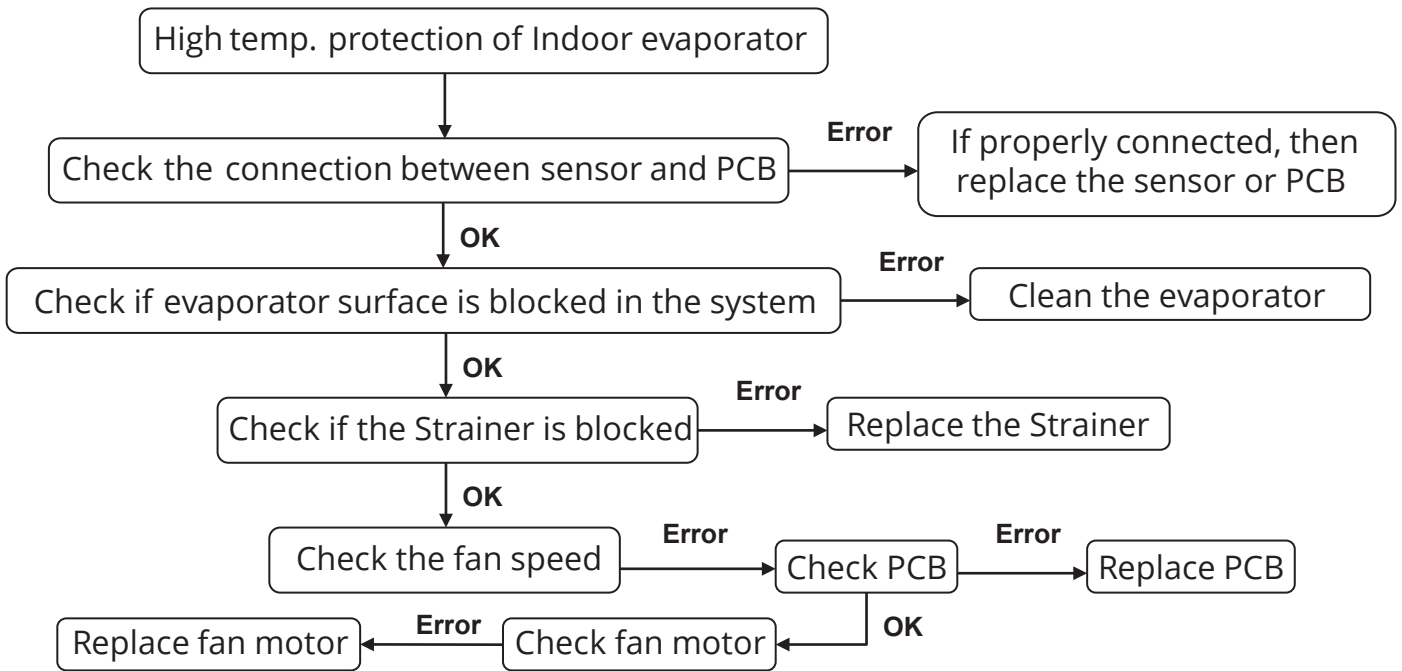 High temp. protection of Indoor evaporator
Check the connection between sensor and PCB
Error
If properly connected, then
replace the sensor or PCB
OK
Check if evaporator surface is blocked in the system
Error
Clean the evaporator
OK
Check if the Strainer is blocked
Error
Replace the Strainer
OK
Check the fan speed
Error
Check PCB
Error
Replace PCB
OK
Check fan motor
Error
Replace fan motor